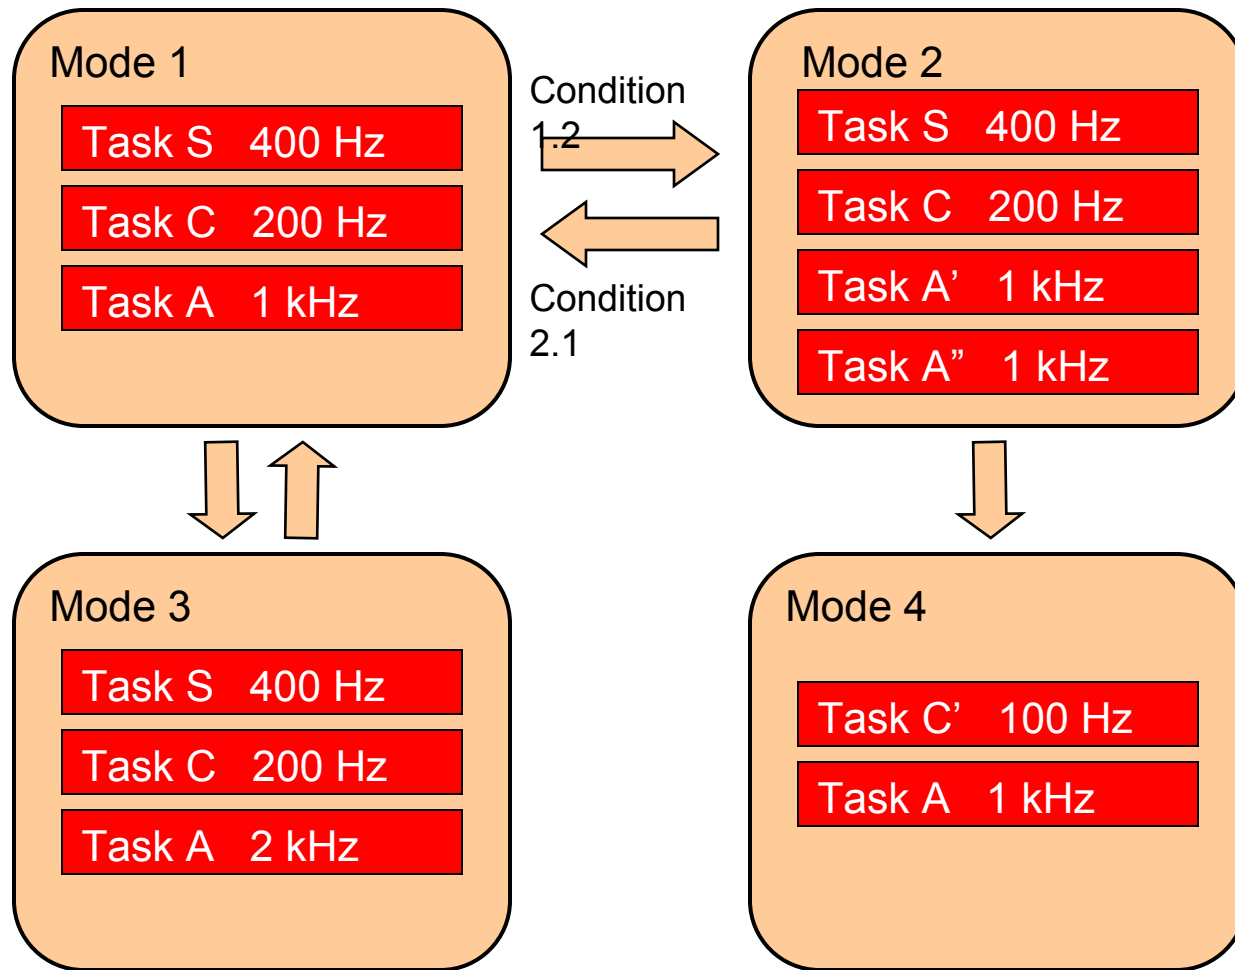 Mode 1
Task S 400 Hz
Task C 200 Hz
Task A 1 kHz
Condition
1.2
Condition
2.1
Mode 2
Task S 400 Hz
Task C 200 Hz
Task A’ 1 kHz
Task A” 1 kHz
Mode 3
Task S 400 Hz
Task C 200 Hz
Task A 2 kHz
Mode 4
Task C’ 100 Hz
Task A 1 kHz